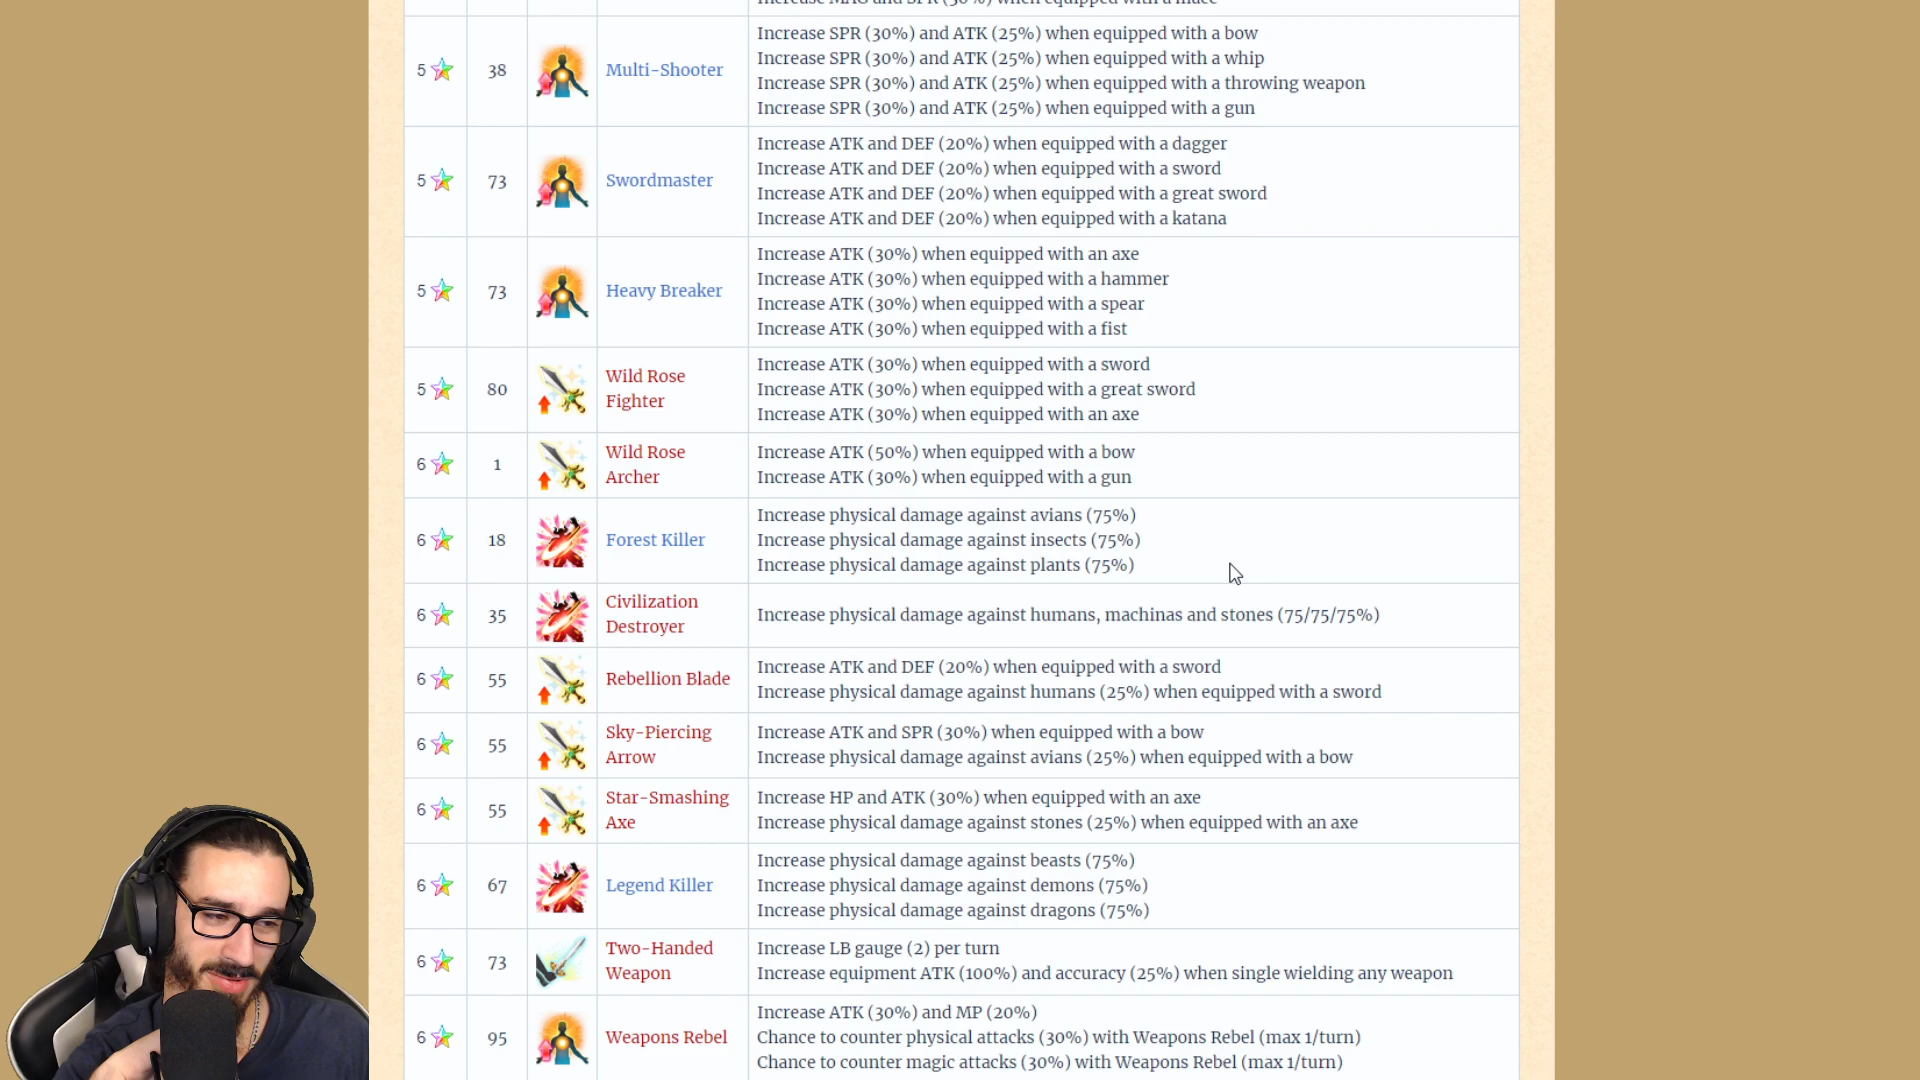 Increase MAG and SPR (30%) when equipped with a mace
5 38 Multi-Shooter
Increase SPR (30%) and ATK (25%) when equipped with a bow
Increase SPR (30%) and ATK (25%) when equipped with a whip
Increase SPR (30%) and ATK (25%) when equipped with a throwing weapon
Increase SPR (30%) and ATK (25%) when equipped with a gun
5 73 Swordmaster
Increase ATK and DEF (20%) when equipped with a dagger
Increase ATK and DEF (20%) when equipped with a sword
Increase ATK and DEF (20%) when equipped with a great sword
Increase ATK and DEF (20%) when equipped with a katana
5 73 Heavy Breaker
Increase ATK (30%) when equipped with an axe
Increase ATK (30%) when equipped with a hammer
Increase ATK (30%) when equipped with a spear
Increase ATK (30%) when equipped with a fist
5 80 Wild Rose
Fighter
Increase ATK (30%) when equipped with a sword
Increase ATK (30%) when equipped with a great sword
Increase ATK (30%) when equipped with an axe
6 1 Wild Rose
Archer
Increase ATK (50%) when equipped with a bow
Increase ATK (30%) when equipped with a gun
6 18 Forest Killer
Increase physical damage against avians (75%)
Increase physical damage against insects (75%)
Increase physical damage against plants (75%)
6 35 Civilization
Destroyer
Increase physical damage against humans, machinas and stones (75/75/75%)
6 55 Rebellion Blade
Increase ATK and DEF (20%) when equipped with a sword
Increase physical damage against humans (25%) when equipped with a sword
6 55 Sky-Piercing
Arrow
Increase ATK and SPR (30%) when equipped with a bow
Increase physical damage against avians (25%) when equipped with a bow
6 55 Star-Smashing
Axe
Increase HP and ATK (30%) when equipped with an axe
Increase physical damage against stones (25%) when equipped with an axe
6 67 Legend Killer
Increase physical damage against beasts (75%)
Increase physical damage against demons (75%)
Increase physical damage against dragons (75%)
6 73 Two-Handed
Weapon
Increase LB gauge (2) per turn
Increase equipment ATK (100%) and accuracy (25%) when single wielding any weapon
6 95 Weapons Rebel
Increase ATK (30%) and MP (20%)
Chance to counter physical attacks (30%) with Weapons Rebel (max 1/turn)
Chance to counter magic attacks (30%) with Weapons Rebel (max 1/turn)